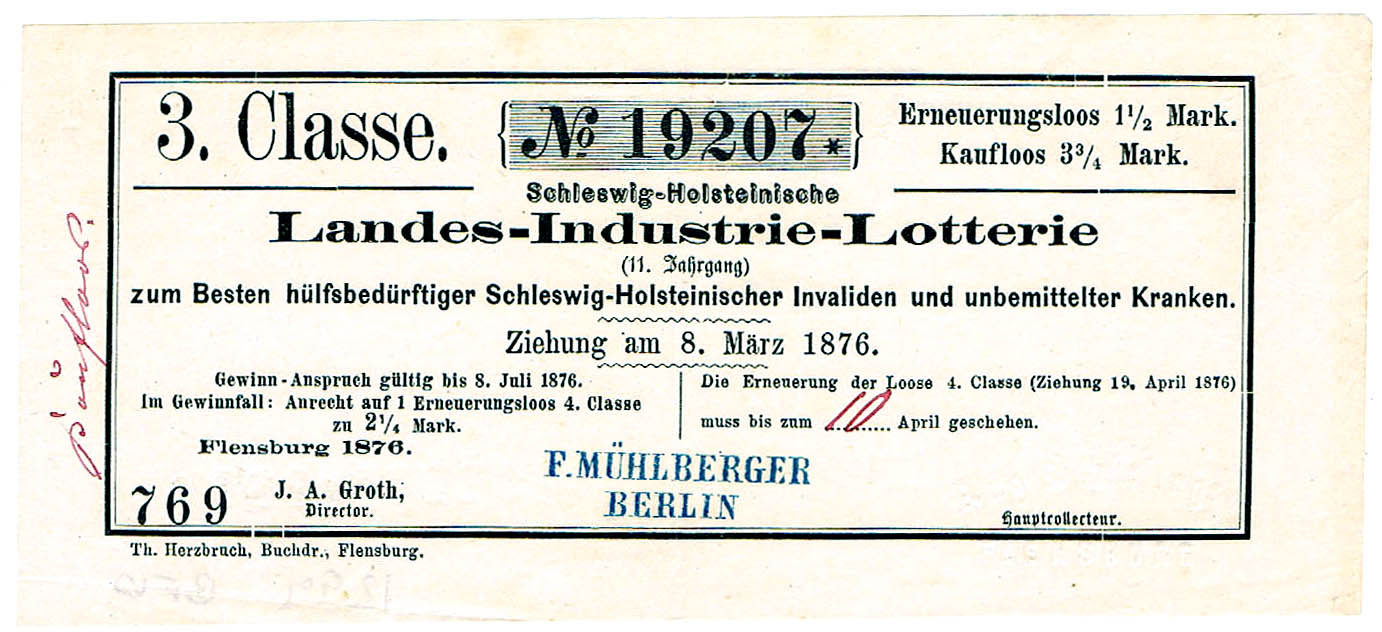 3. Classe.
№ 19207*
Erneuerungsloos 1½ Mark.
Kaufloos 3¾ Mark.
Schleswig-Holsteinische
Landes-Industrie-Lotterie
(11. Jahrgang)
zum Besten hülfsbedürftiger Schleswig-Holsteinischer Invaliden und unbemittelter Kranken.
Ziehung am 8. März 1876.
Gewinn-Anspruch gültig bis 8. Juli 1876.
Im Gewinnfall: Anrecht auf 1 Erneuerungsloos 4. Classe
zu 2¼ Mark.
Flensburg 1876.
Die Erneuerung der Loose 4. Classe (Ziehung 19. April 1876)
muss bis zum 10 April geschehen.
769
J. A. Groth,
Director.
F. MÜHLBERGER
BERLIN
Hauptcollecteur.
Th. Herzbruch, Buchdr., Flensburg.